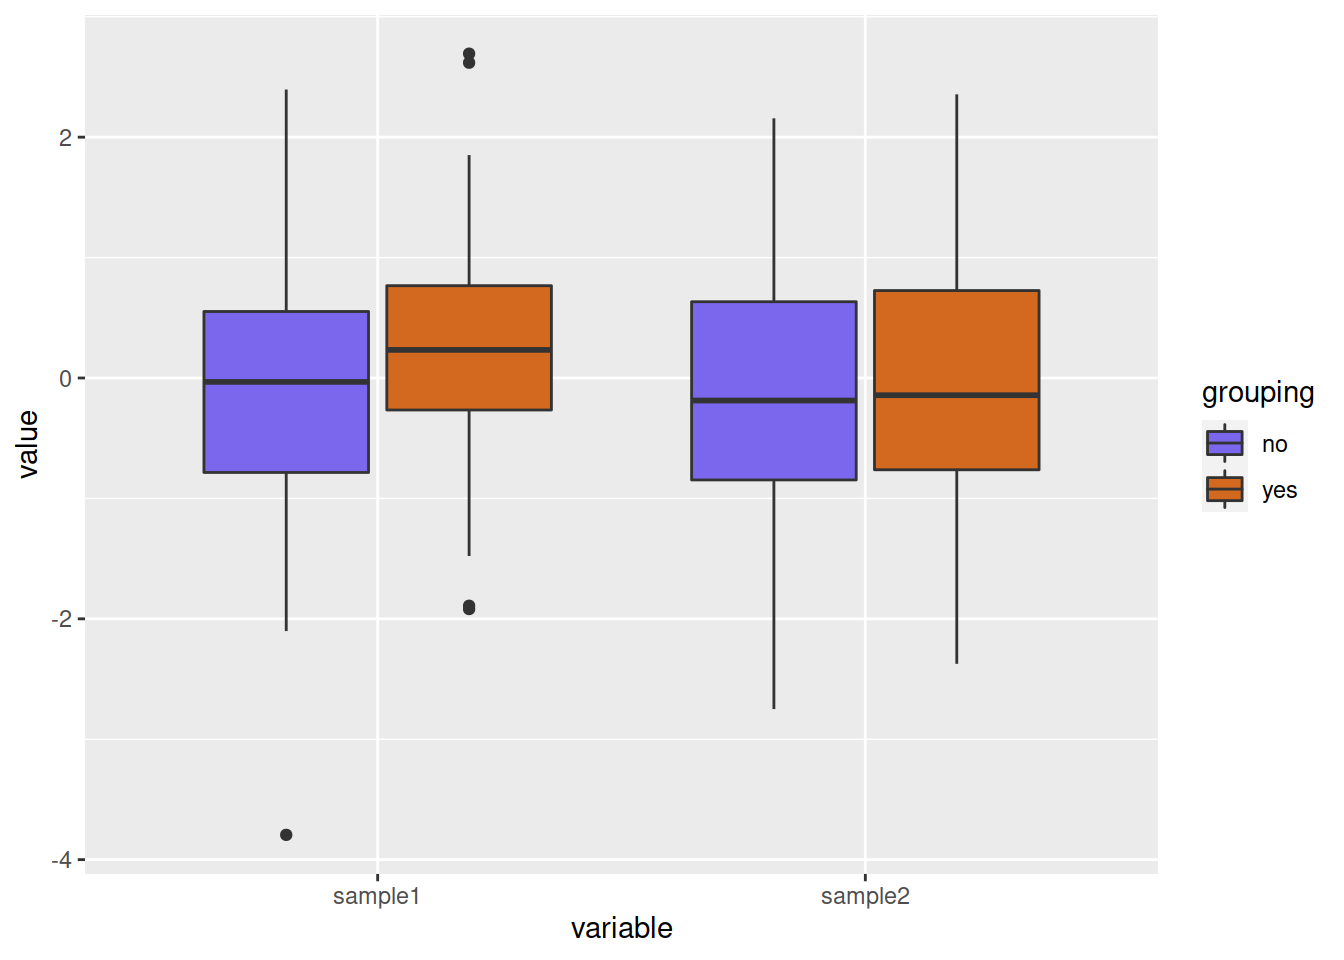 value
2
0
-2
-4
sample1
sample2
variable
grouping
no
yes